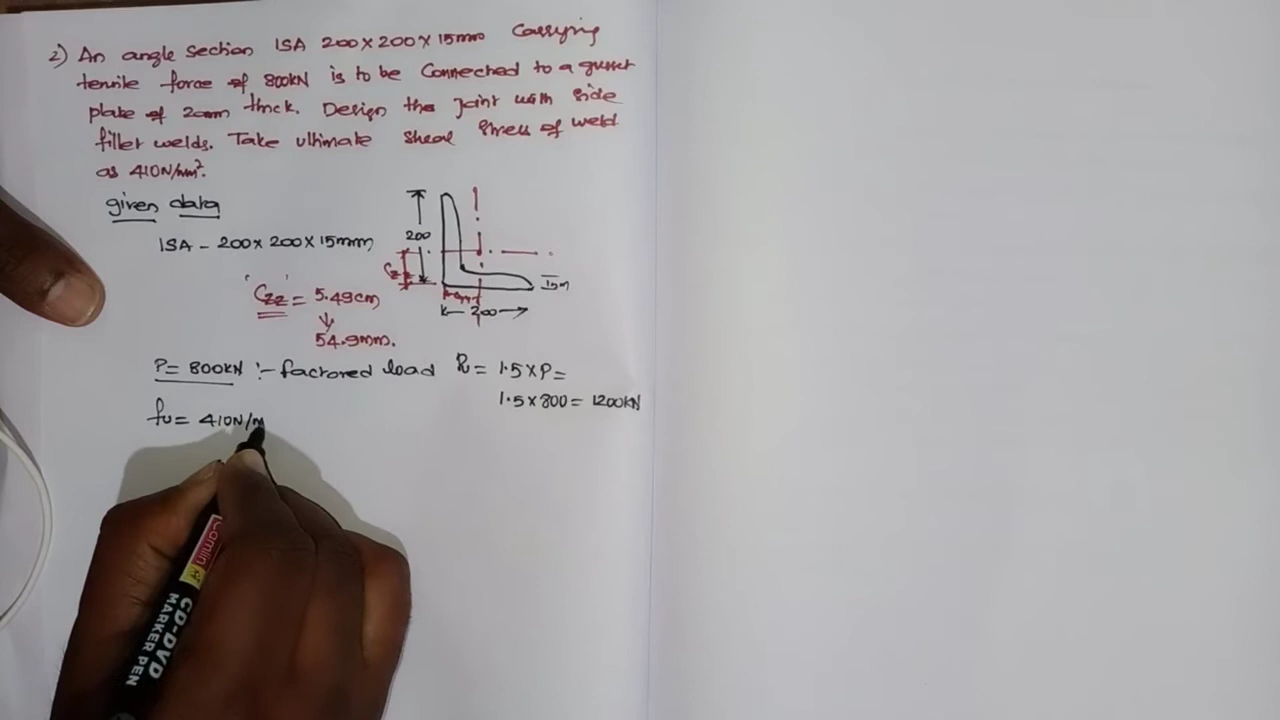 2) An angle section ISA 200×200×15mm Carrying
tensile force of 800KN is to be Connected to a gusset
plate of 20mm thick. Design the Joint with side
fillet welds. Take ultimate shear stress of weld
as 410N/mm².
given data
ISA - 200×200×15mm
200
Czz
15m
200
'Czz' = 5.49cm
54.9mm.
P = 800KN :- factored load = 1.5×P =
1.5×800 = 1200KN
fu = 410N/m
camlin
CD-DVD
MARKER PEN